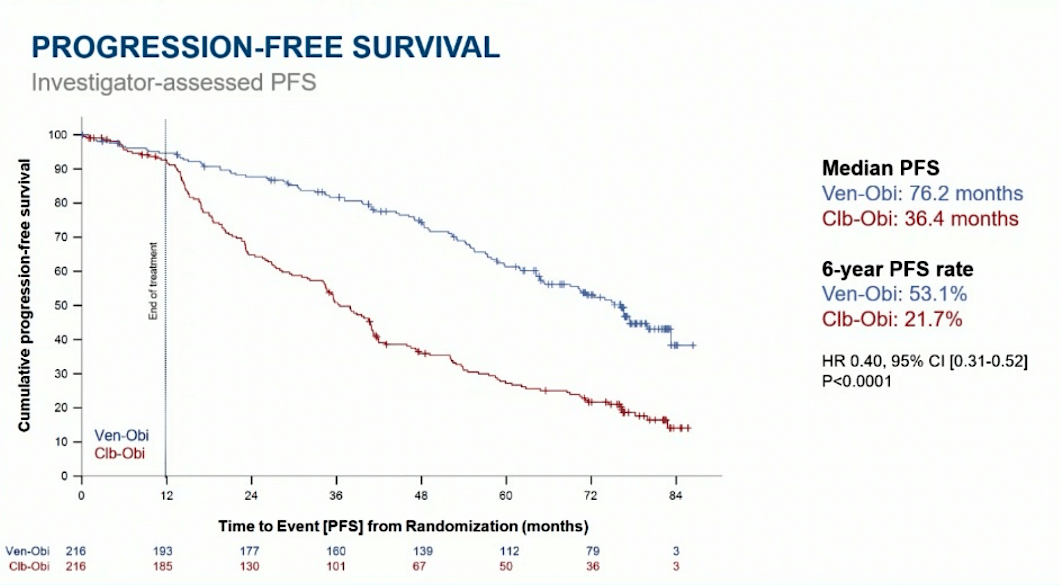 PROGRESSION-FREE SURVIVAL
Investigator-assessed PFS
Cumulative progression-free survival
100
90
80
70
60
50
40
30
20
10
0
End of treatment
Ven-Obi
Clb-Obi
0 12 24 36 48 60 72 84
Time to Event [PFS] from Randomization (months)
Ven-Obi 216 193 177 160 139 112 79 3
Clb-Obi 216 185 130 101 67 50 36 3
Median PFS
Ven-Obi: 76.2 months
Clb-Obi: 36.4 months
6-year PFS rate
Ven-Obi: 53.1%
Clb-Obi: 21.7%
HR 0.40, 95% CI [0.31-0.52]
P<0.0001